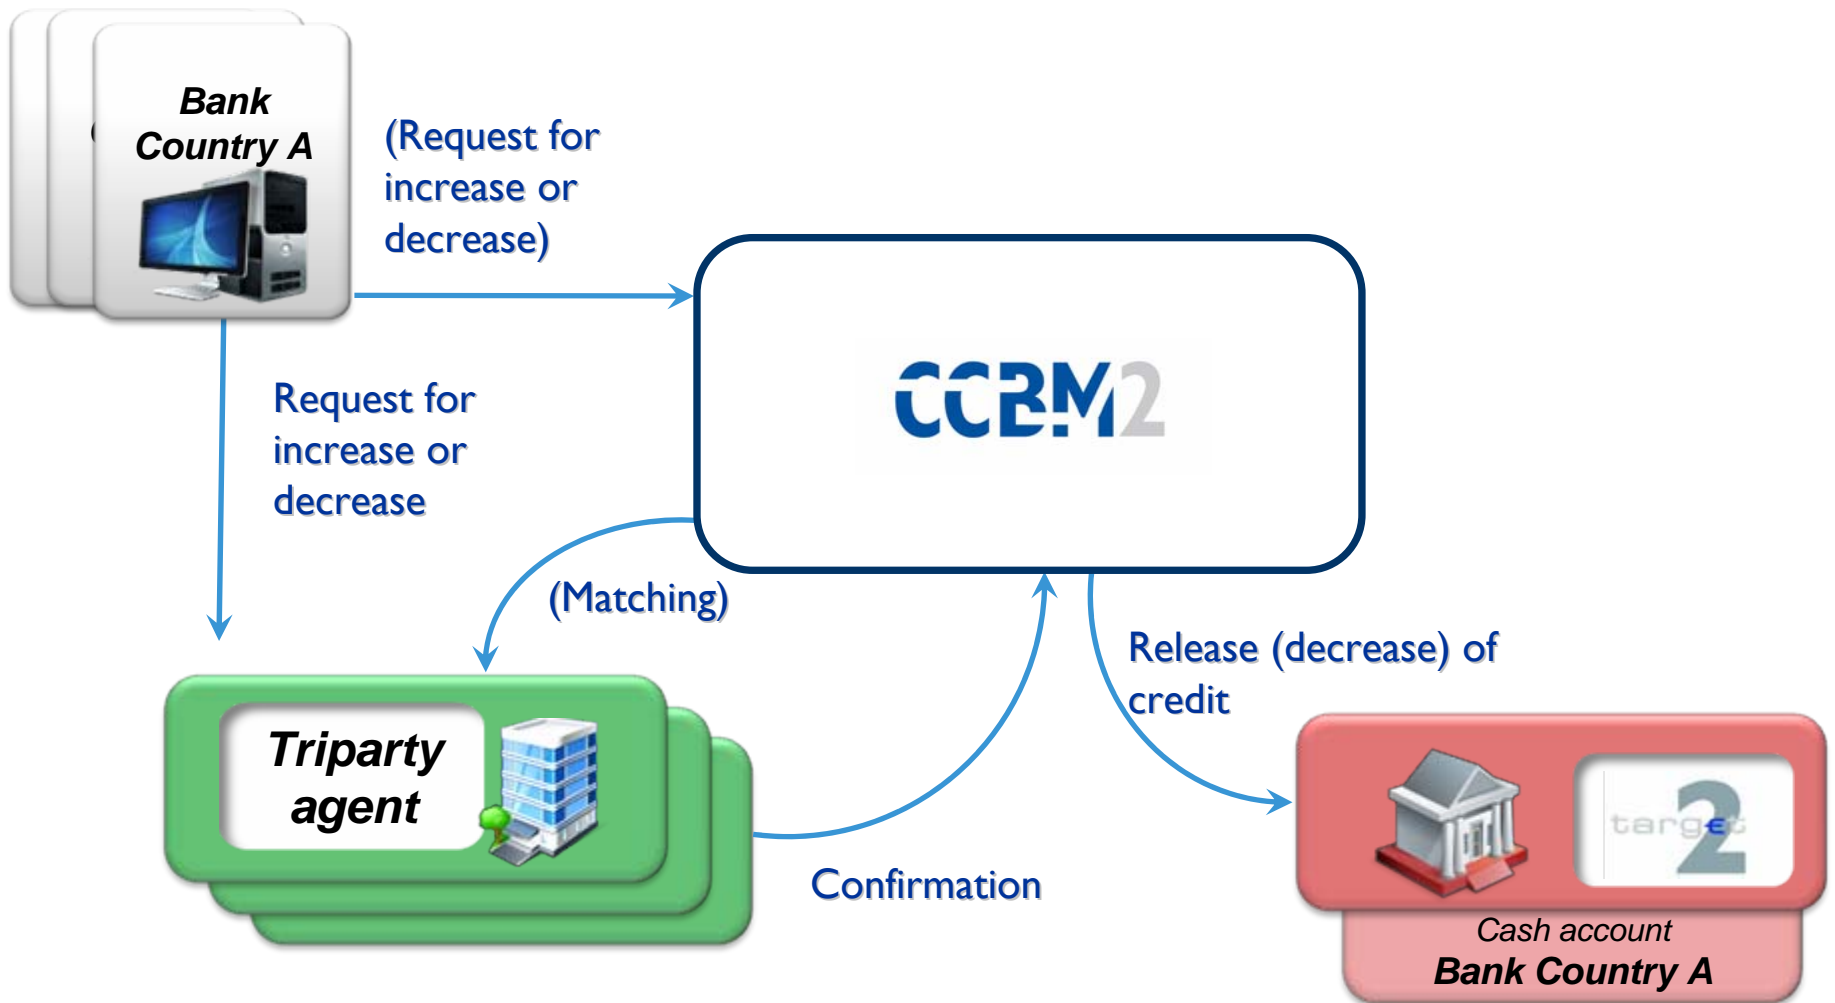 Bank
Country A
(Request for
increase or
decrease)
CCBM2
Request for
increase or
decrease
(Matching)
Release (decrease) of
credit
Triparty
agent
target
2
Confirmation
Cash account
Bank Country A